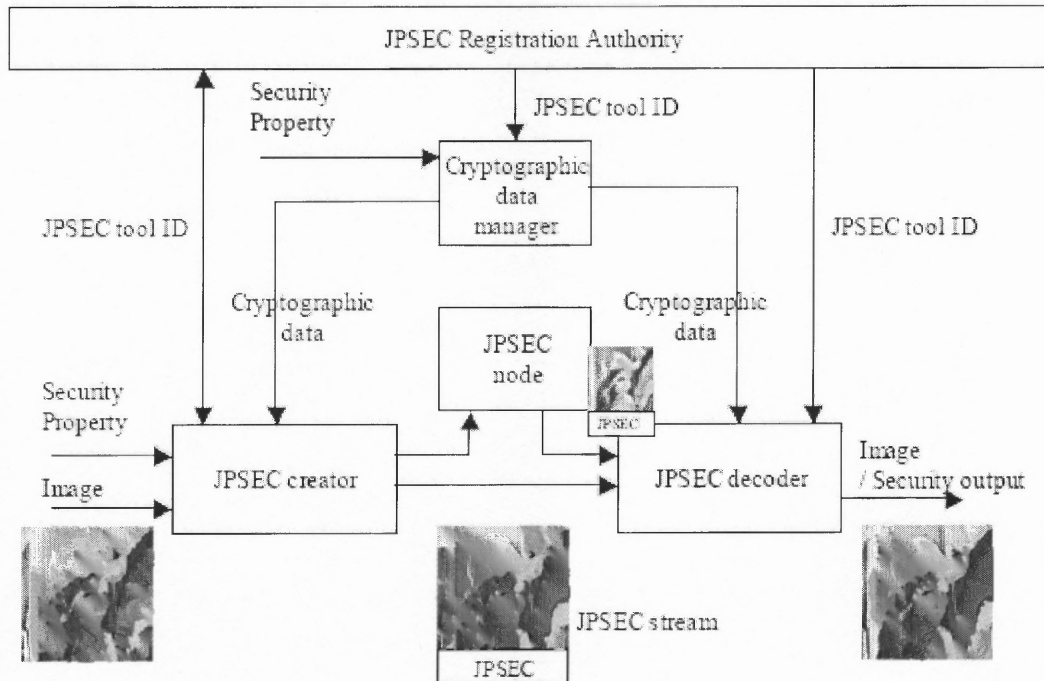 JPSEC Registration Authority
Security
Property
JPSEC tool ID
Cryptographic
data
manager
JPSEC tool ID
JPSEC tool ID
Cryptographic
data
Cryptographic
data
JPSEC
node
JPSEC
Security
Property
Image
JPSEC creator
JPSEC decoder
Image
/ Security output
JPSEC stream
JPSEC